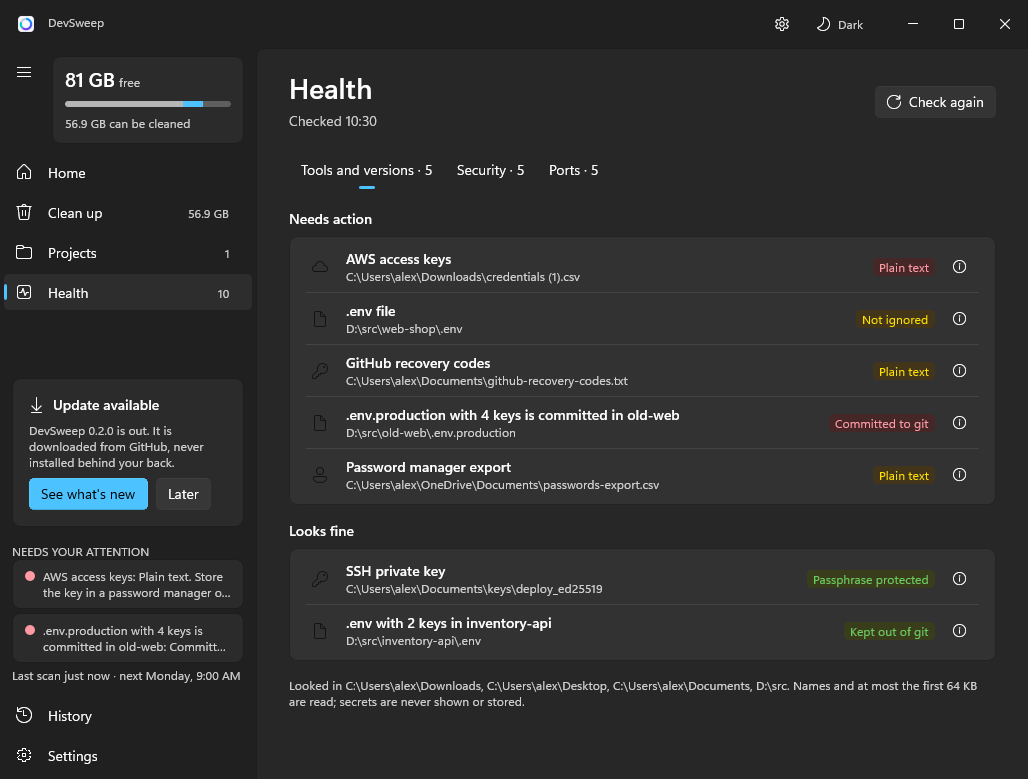 DevSweep
Dark
81 GB free
56.9 GB can be cleaned
Home
Clean up 56.9 GB
Projects 1
Health 10
Update available
DevSweep 0.2.0 is out. It is
downloaded from GitHub, never
installed behind your back.
See what's new
Later
NEEDS YOUR ATTENTION
AWS access keys: Plain text. Store
the key in a password manager o...
.env.production with 4 keys is
committed in old-web: Committ...
Last scan just now · next Monday, 9:00 AM
History
Settings
Health
Checked 10:30
Check again
Tools and versions · 5 Security · 5 Ports · 5
Needs action
AWS access keys
C:\Users\alex\Downloads\credentials (1).csv
Plain text
.env file
D:\src\web-shop\.env
Not ignored
GitHub recovery codes
C:\Users\alex\Documents\github-recovery-codes.txt
Plain text
.env.production with 4 keys is committed in old-web
D:\src\old-web\.env.production
Committed to git
Password manager export
C:\Users\alex\OneDrive\Documents\passwords-export.csv
Plain text
Looks fine
SSH private key
C:\Users\alex\Documents\keys\deploy_ed25519
Passphrase protected
.env with 2 keys in inventory-api
D:\src\inventory-api\.env
Kept out of git
Looked in C:\Users\alex\Downloads, C:\Users\alex\Desktop, C:\Users\alex\Documents, D:\src. Names and at most the first 64 KB
are read; secrets are never shown or stored.